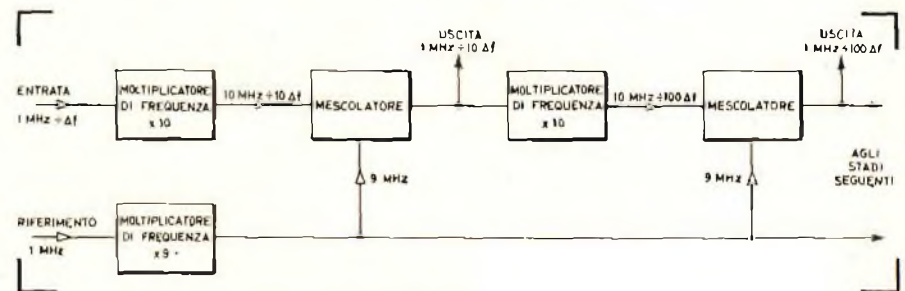 USCITA
1 MHz ÷ 10 Δf
USCITA
1 MHz ÷ 100 Δf
ENTRATA
1 MHz ÷ Δf
MOLTIPLICATORE
DI FREQUENZA
x 10
10 MHz ÷ 10 Δf
MESCOLATORE
MOLTIPLICATORE
DI FREQUENZA
x 10
10 MHz ÷ 100 Δf
MESCOLATORE
9 MHz
9 MHz
AGLI
STADI
SEGUENTI
RIFERIMENTO
1 MHz
MOLTIPLICATORE
DI FREQUENZA
x 9